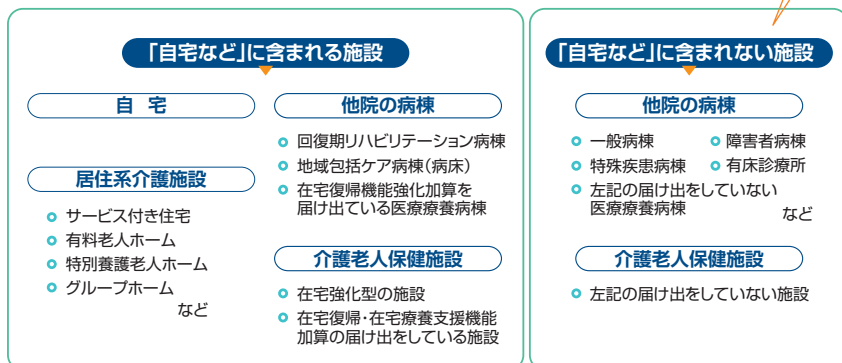 「自宅など」に含まれる施設
自 宅
居住系介護施設
サービス付き住宅
有料老人ホーム
特別養護老人ホーム
グループホーム
など
他院の病棟
回復期リハビリテーション病棟
地域包括ケア病棟(病床)
在宅復帰機能強化加算を
届け出ている医療療養病棟
介護老人保健施設
在宅強化型の施設
在宅復帰・在宅療養支援機能
加算の届け出をしている施設
「自宅など」に含まれない施設
他院の病棟
一般病棟
障害者病棟
特殊疾患病棟
有床診療所
左記の届け出をしていない
医療療養病棟
など
介護老人保健施設
左記の届け出をしていない施設